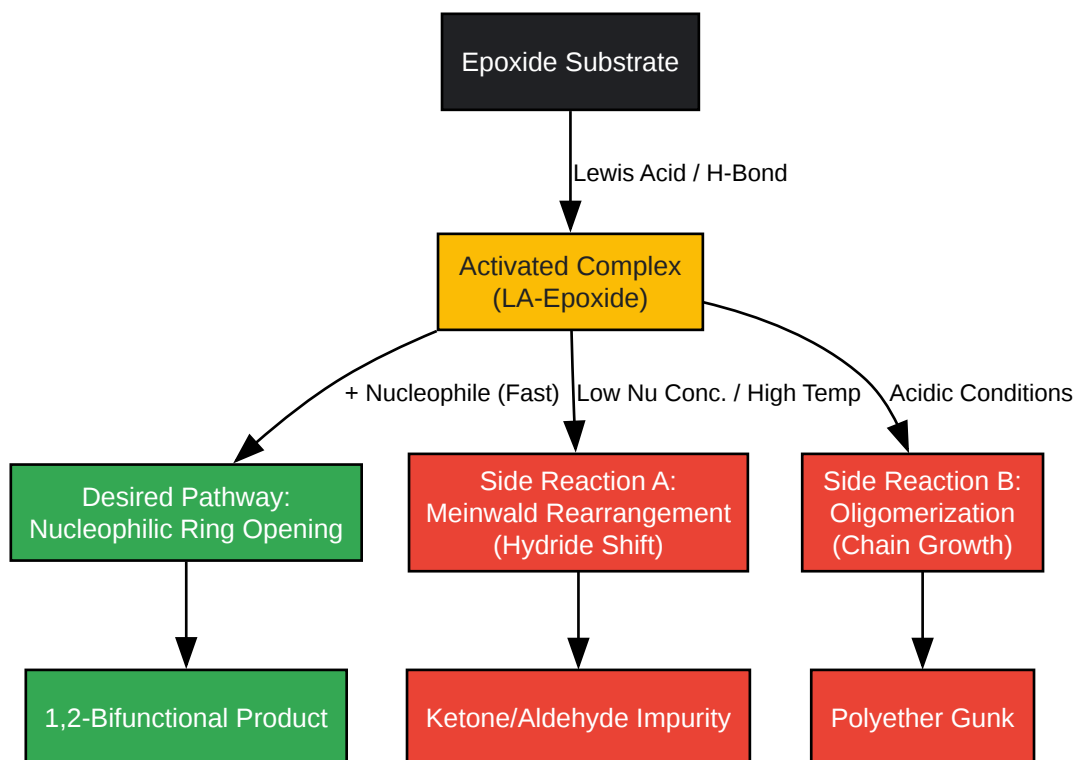 Epoxide Substrate
Lewis Acid / H-Bond
Activated Complex
(LA-Epoxide)
+ Nucleophile (Fast)
Low Nu Conc. / High Temp
Acidic Conditions
Desired Pathway:
Nucleophilic Ring Opening
Side Reaction A:
Meinwald Rearrangement
(Hydride Shift)
Side Reaction B:
Oligomerization
(Chain Growth)
1,2-Bifunctional Product
Ketone/Aldehyde Impurity
Polyether Gunk